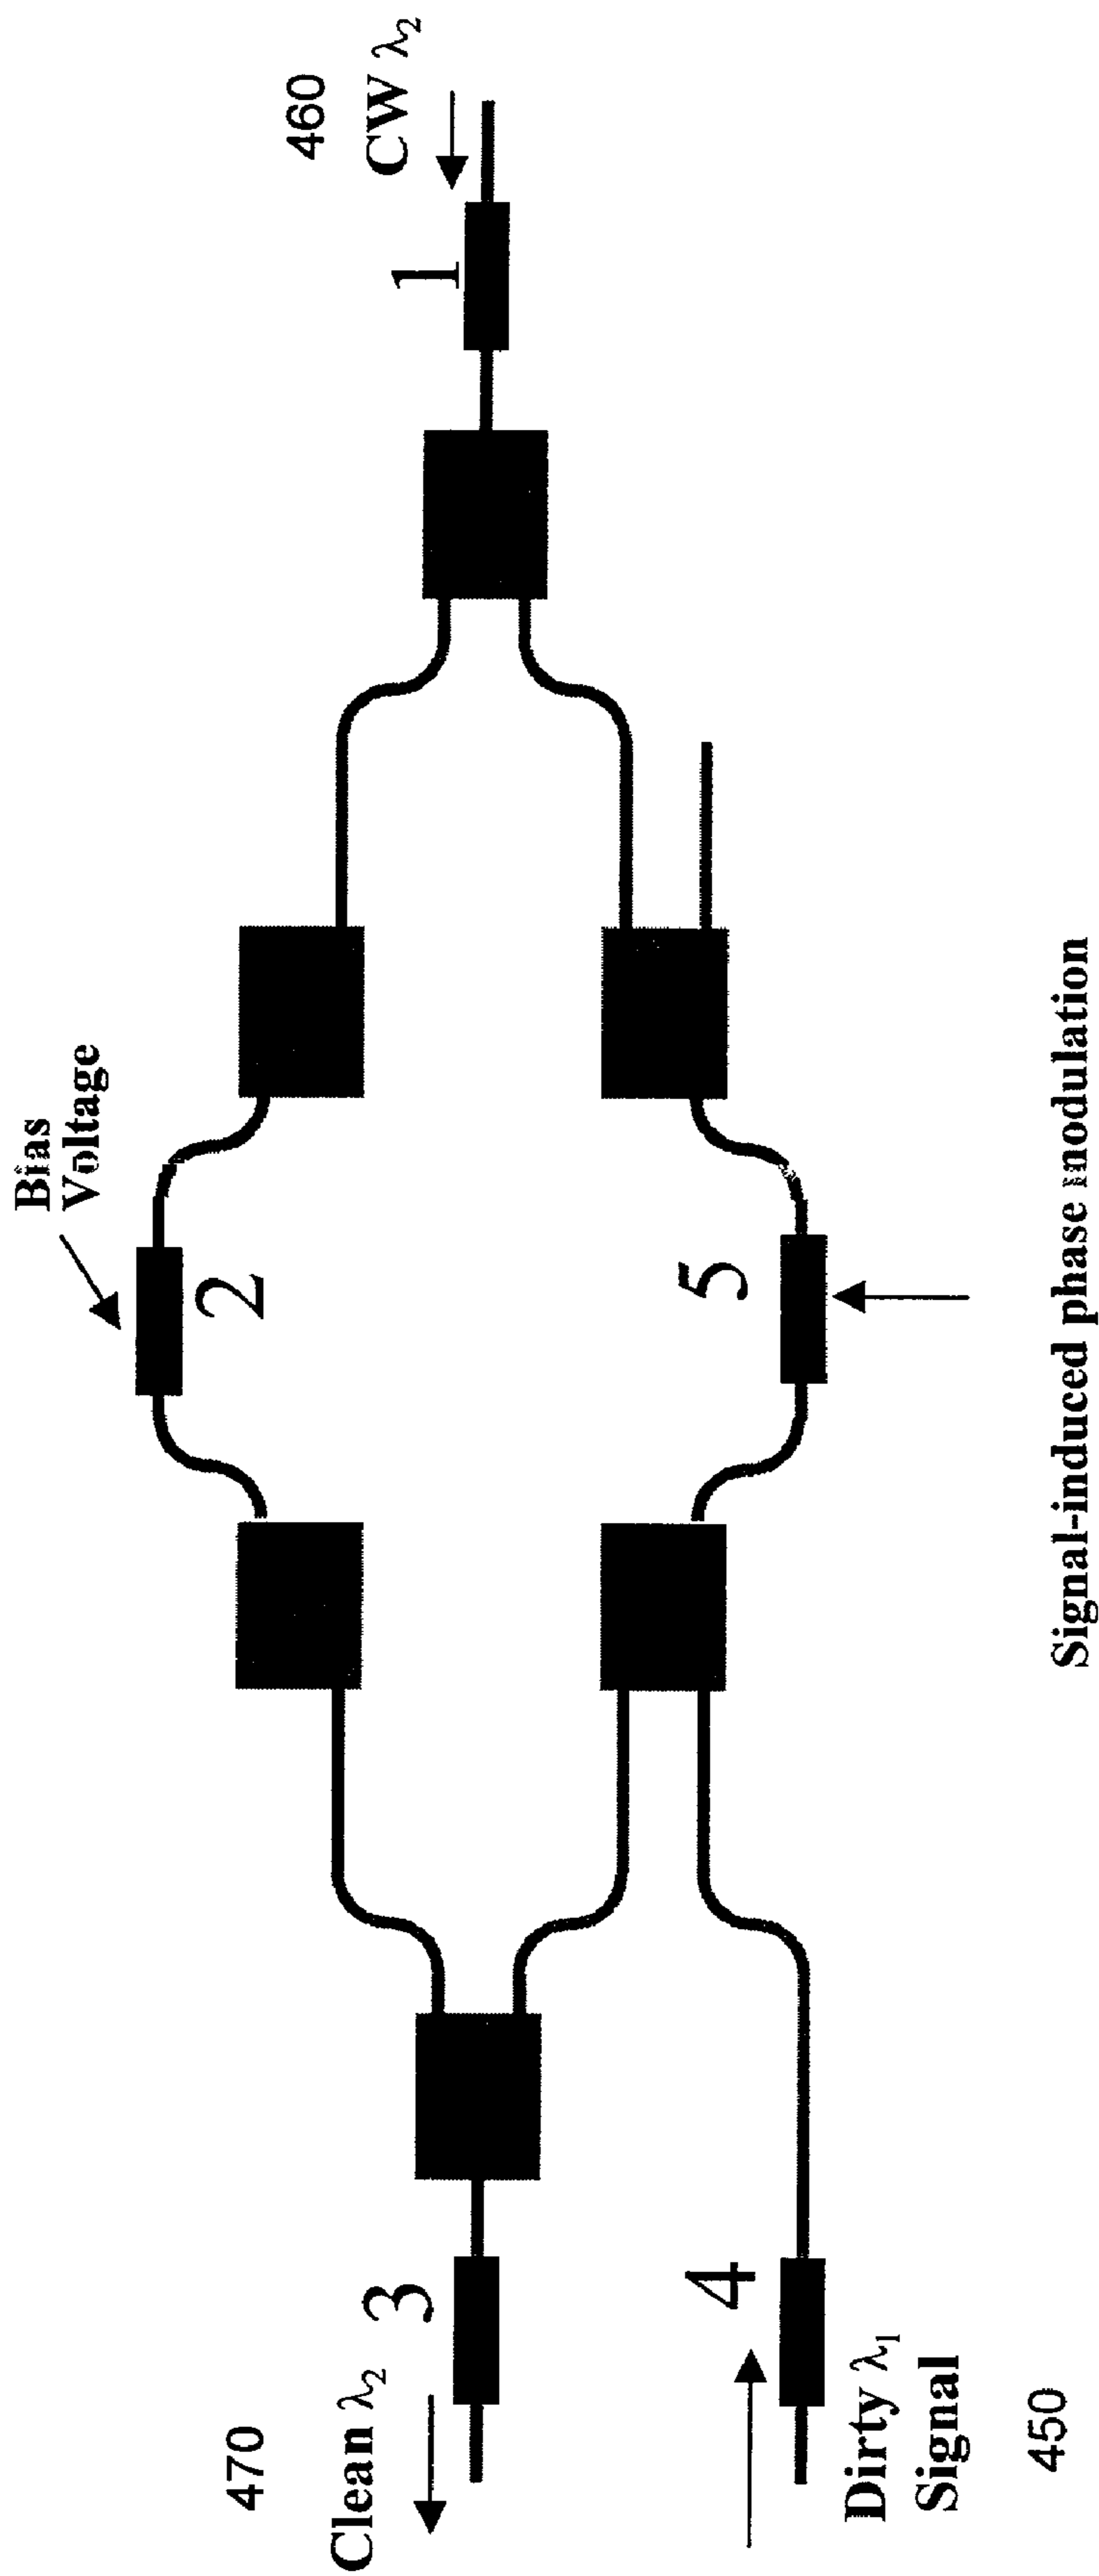 460
CW λ2
1
Bias
Voltage
2
5
Signal-induced phase modulation
470
Clean λ2
3
4
Dirty λ1
Signal
450